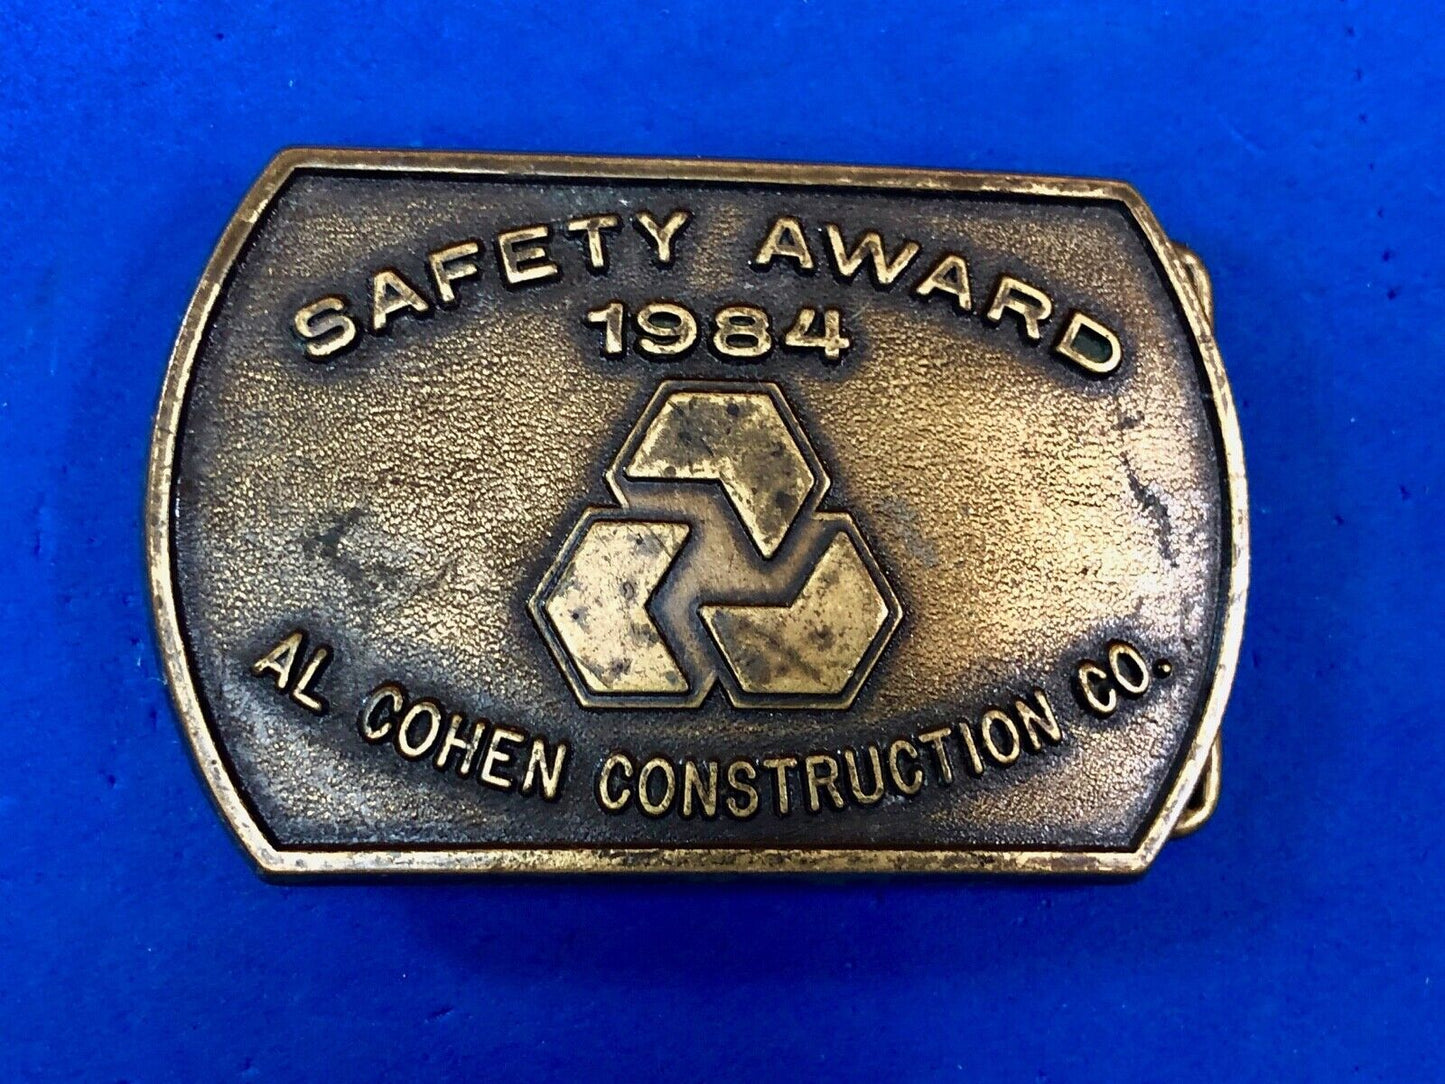 SAFETY AWARD
1984
AL COHEN CONSTRUCTION CO.